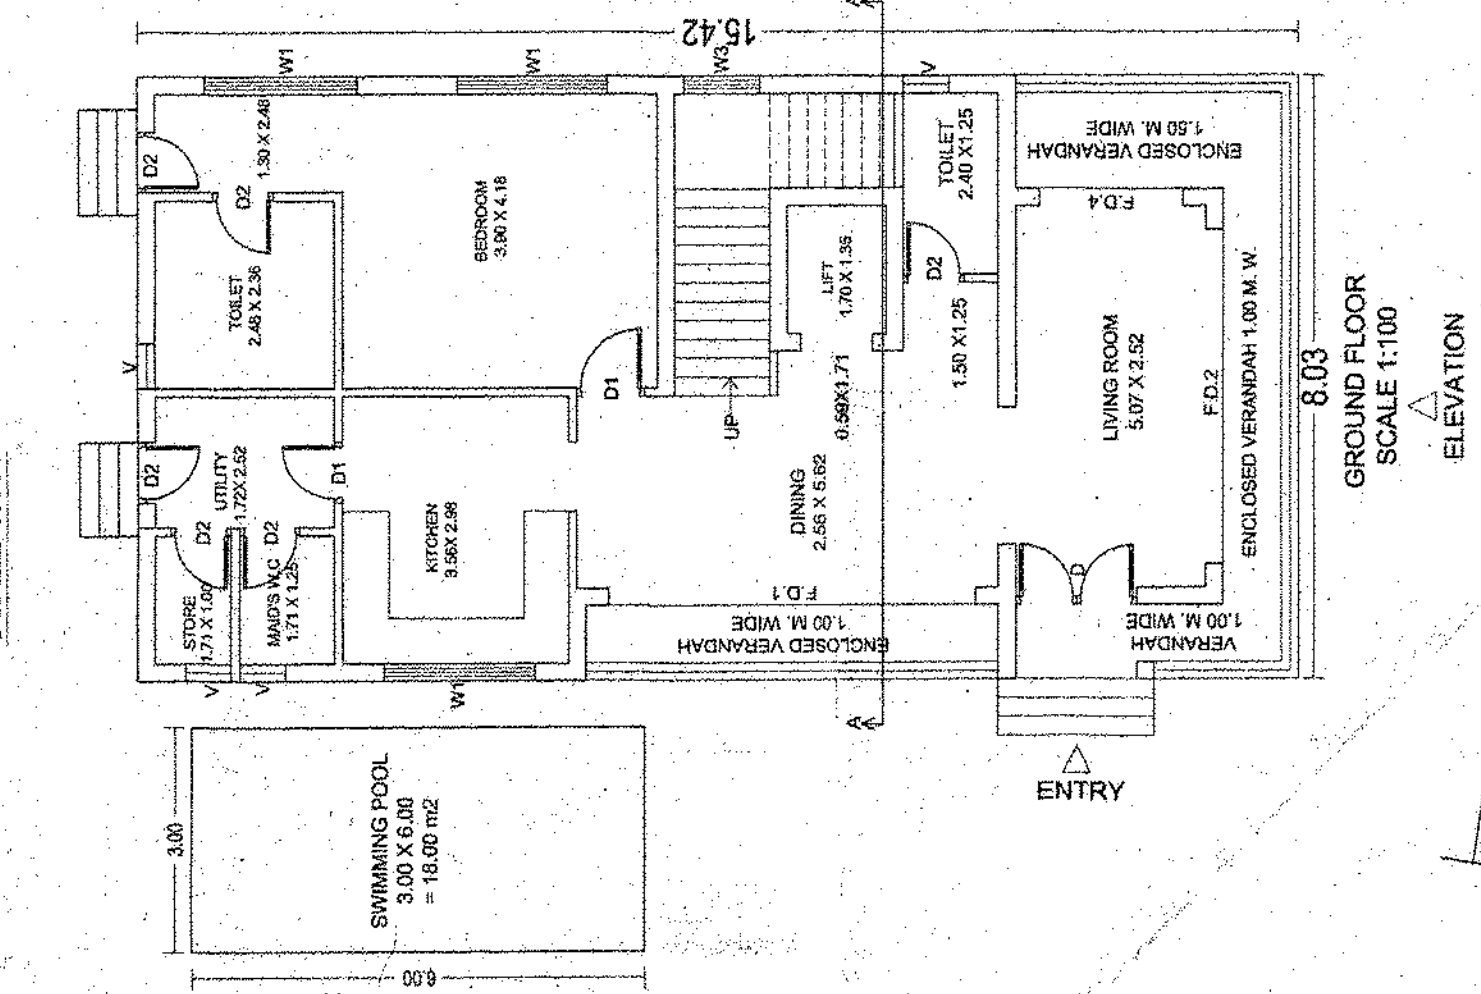 15.42
A
W1
W1
W3
V
D2
1.30 X 2.48
D2
TOILET
2.48 X 2.36
BEDROOM
3.90 X 4.18
TOILET
2.40 X1.25
ENCLOSED VERANDAH
1.50 M. WIDE
F.D.4
LIFT
1.70 X 1.35
D2
1.50 X1.25
V
D1
UP
0.59X1.71
LIVING ROOM
5.07 X 2.52
F.D.2
ENCLOSED VERANDAH 1.00 M. W.
8.03
GROUND FLOOR
SCALE 1:100
ELEVATION
D2
UTILITY
1.72X 2.52
D1
D2
D2
KITCHEN
3.56X 2.98
DINING
2.56 X 5.62
STORE
1.71 X 1.00
MAID'S W.C
1.71 X 1.25
F.D.1
ENCLOSED VERANDAH
1.00 M. WIDE
D
VERANDAH
1.00 M. WIDE
V
V
W1
A
ENTRY
3.00
SWIMMING POOL
3.00 X 6.00
= 18.00 m2
6.00